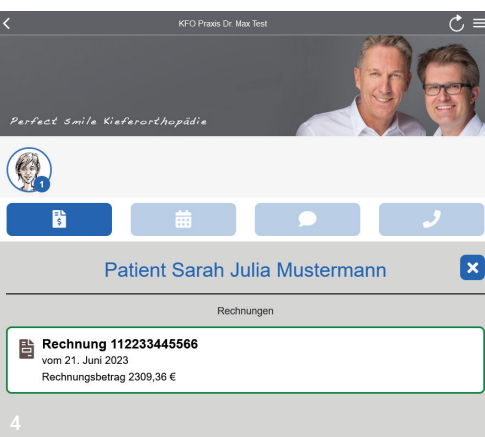 KFO Praxis Dr. Max Test
Perfect smile Kieferorthopädie
1
Patient Sarah Julia Mustermann
Rechnungen
Rechnung 112233445566
vom 21. Juni 2023
Rechnungsbetrag 2309,36 €
4